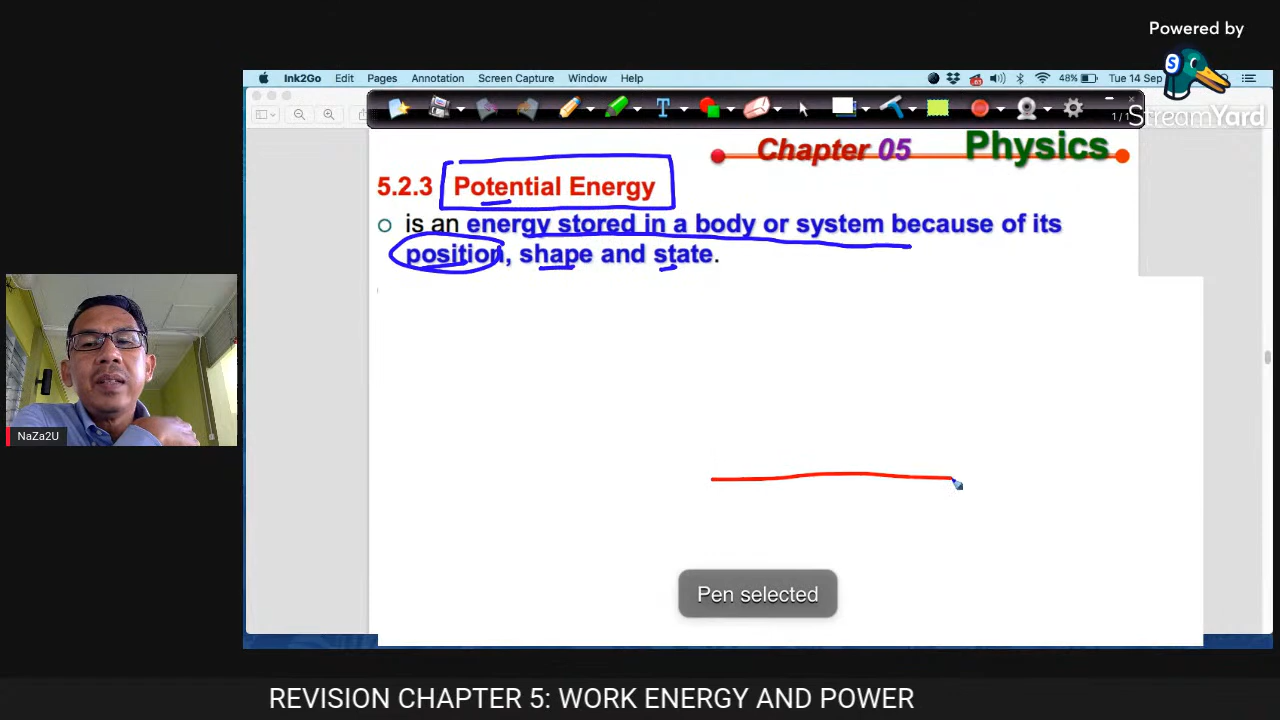 Powered by
StreamYard
Ink2Go Edit Pages Annotation Screen Capture Window Help
48% Tue 14 Sep
1 / 1
Chapter 05 Physics
5.2.3 Potential Energy
is an energy stored in a body or system because of its
position, shape and state.
NaZa2U
Pen selected
REVISION CHAPTER 5: WORK ENERGY AND POWER